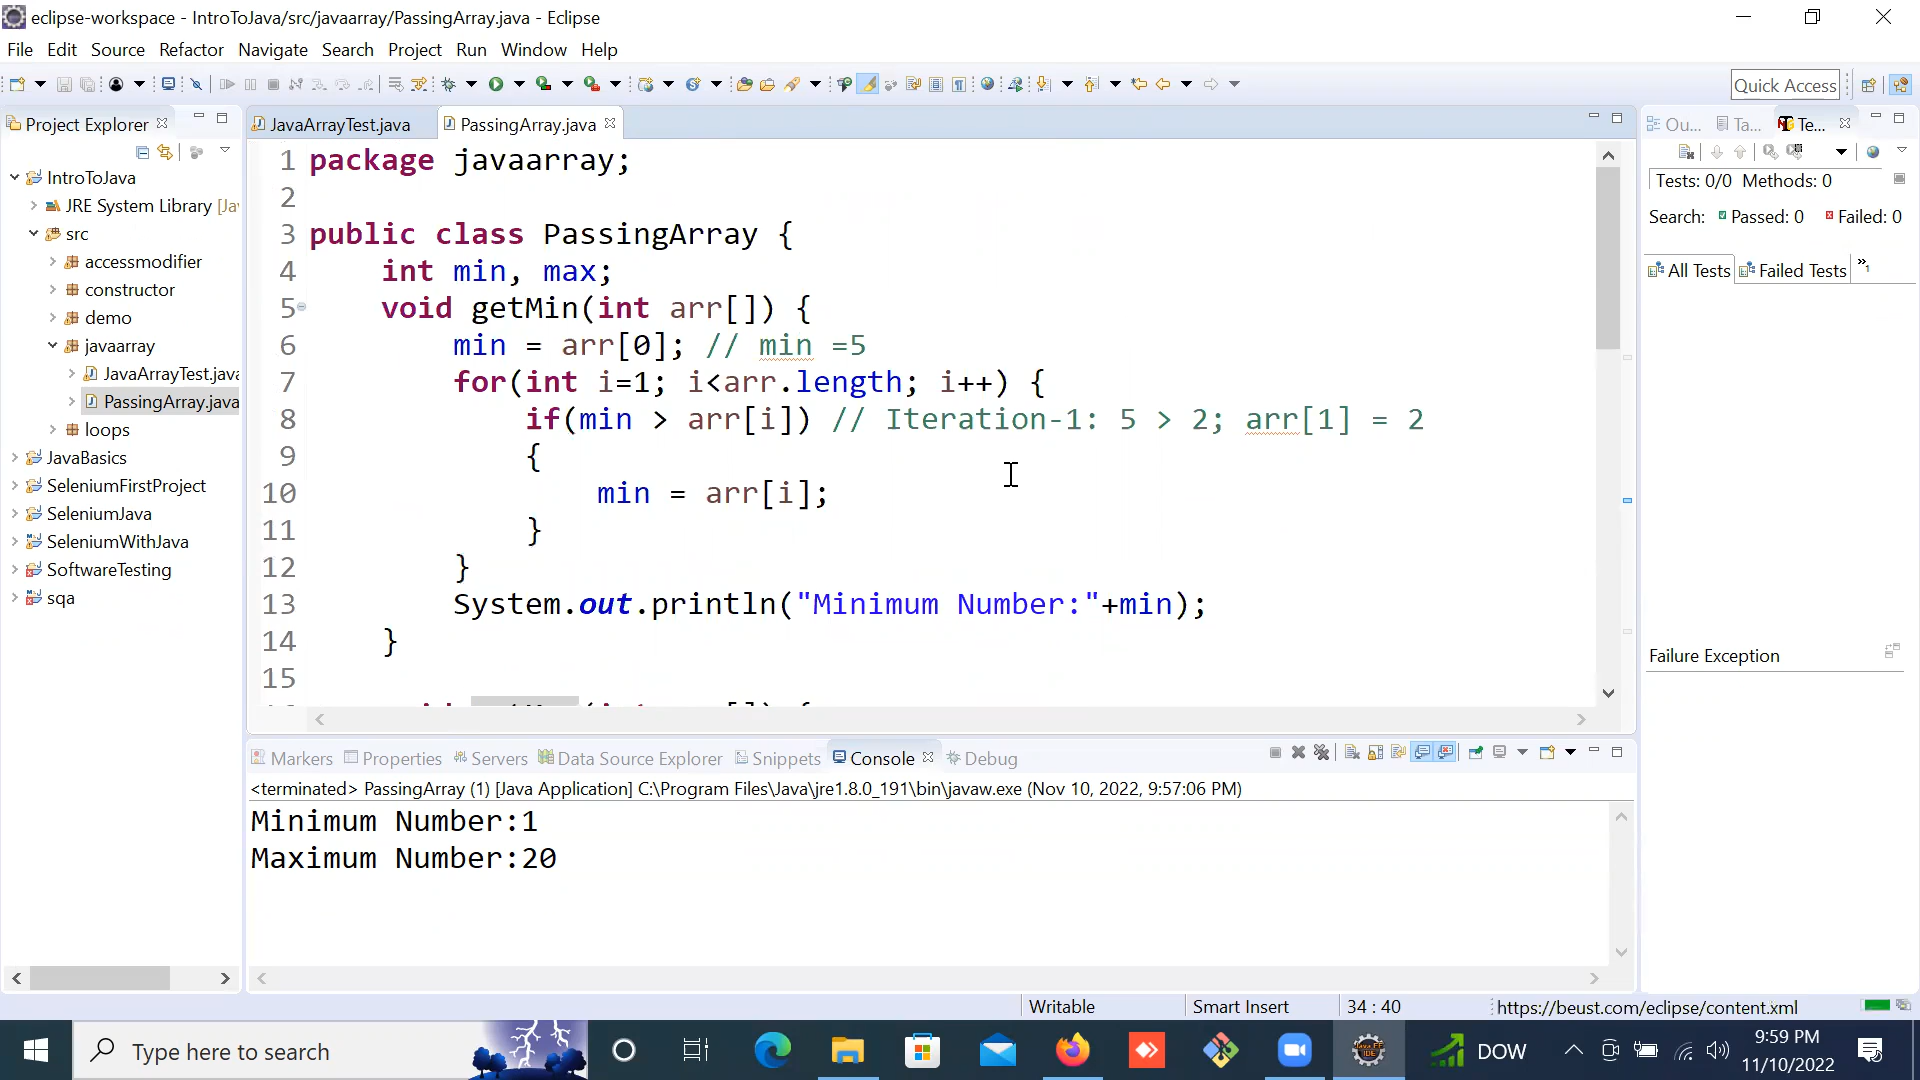 eclipse-workspace - IntroToJava/src/javaarray/PassingArray.java - Eclipse
File Edit Source Refactor Navigate Search Project Run Window Help
Quick Access
Project Explorer
IntroToJava
JRE System Library [Ja
src
accessmodifier
constructor
demo
javaarray
JavaArrayTest.java
PassingArray.java
loops
JavaBasics
SeleniumFirstProject
SeleniumJava
SeleniumWithJava
SoftwareTesting
sqa
JavaArrayTest.java PassingArray.java
1 package javaarray;
2
3 public class PassingArray {
4 int min, max;
5 void getMin(int arr[]) {
6 min = arr[0]; // min =5
7 for(int i=1; i<arr.length; i++) {
8 if(min > arr[i]) // Iteration-1: 5 > 2; arr[1] = 2
9 {
10 min = arr[i];
11 }
12 }
13 System.out.println("Minimum Number:"+min);
14 }
15
Ou... Ta... Te...
Tests: 0/0 Methods: 0
Search: Passed: 0 Failed: 0
All Tests Failed Tests »1
Failure Exception
Markers Properties Servers Data Source Explorer Snippets Console Debug
<terminated> PassingArray (1) [Java Application] C:\Program Files\Java\jre1.8.0_191\bin\javaw.exe (Nov 10, 2022, 9:57:06 PM)
Minimum Number:1
Maximum Number:20
Writable Smart Insert 34 : 40 https://beust.com/eclipse/content.xml
Type here to search
DOW
9:59 PM
11/10/2022